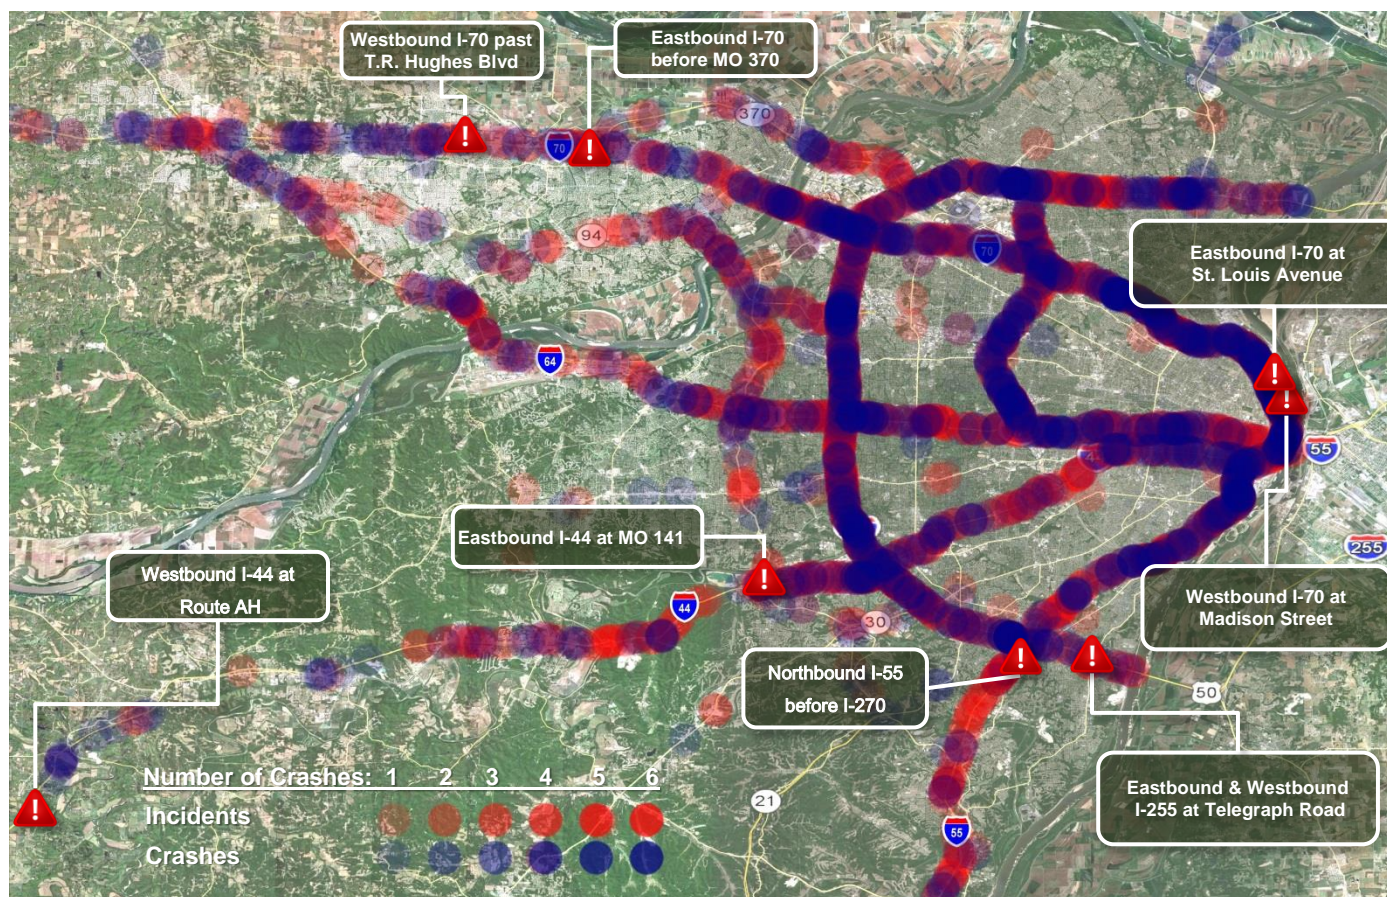 Westbound I-70 past
T.R. Hughes Blvd
Eastbound I-70
before MO 370
370
70
94
70
Eastbound I-70 at
St. Louis Avenue
64
55
Eastbound I-44 at MO 141
255
Westbound I-44 at
Route AH
44
30
Westbound I-70 at
Madison Street
Northbound I-55
before I-270
50
Number of Crashes: 1 2 3 4 5 6
Incidents
Crashes
21
55
Eastbound & Westbound
I-255 at Telegraph Road